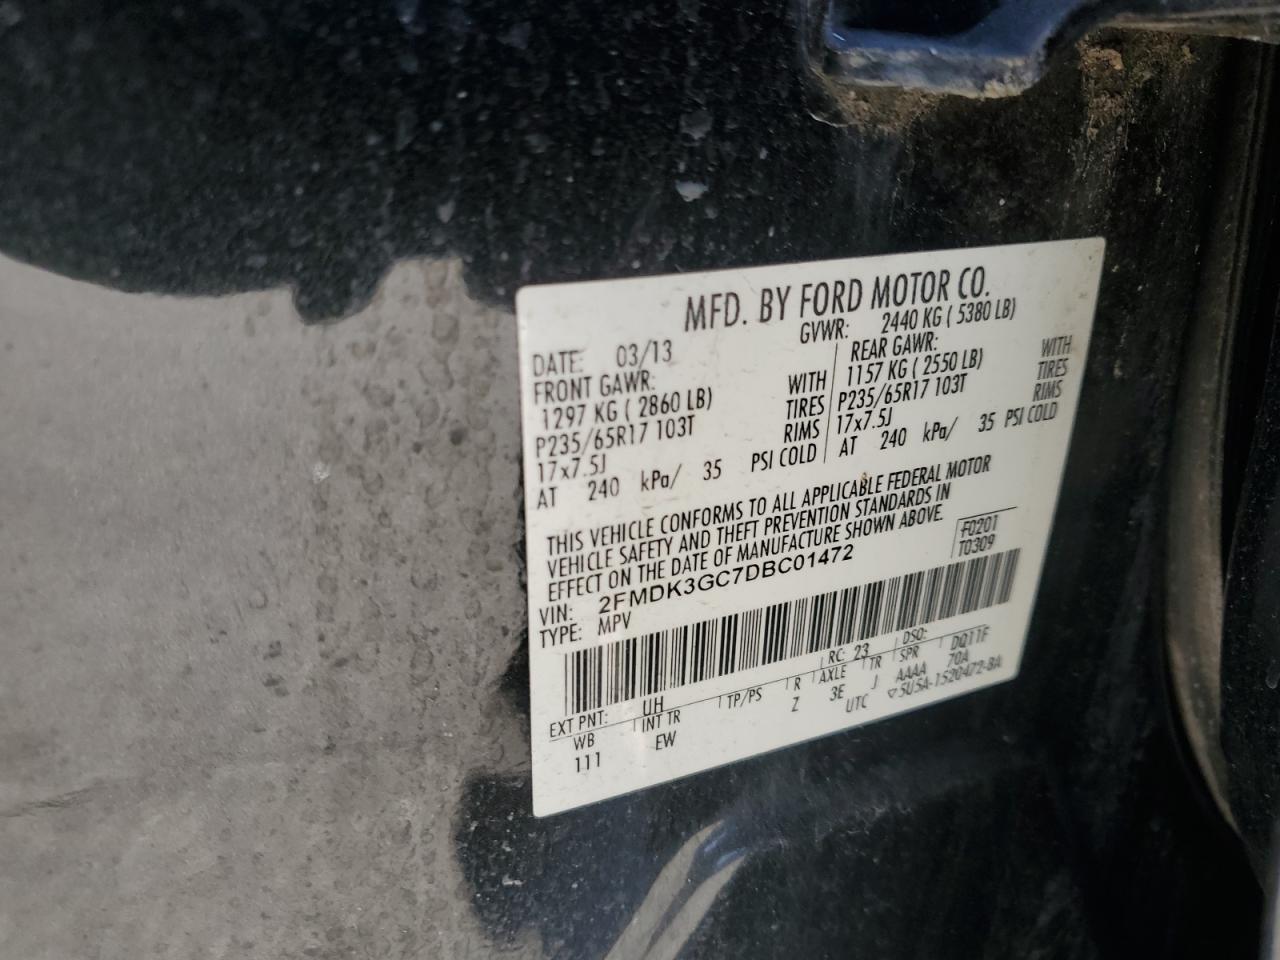 MFD. BY FORD MOTOR CO.
DATE: 03/13 GVWR: 2440 KG ( 5380 LB)
FRONT GAWR: REAR GAWR:
1297 KG ( 2860 LB) WITH 1157 KG ( 2550 LB) WITH
P235/65R17 103T TIRES P235/65R17 103T TIRES
17x7.5J RIMS 17x7.5J RIMS
AT 240 kPa/ 35 PSI COLD AT 240 kPa/ 35 PSI COLD
THIS VEHICLE CONFORMS TO ALL APPLICABLE FEDERAL MOTOR
VEHICLE SAFETY AND THEFT PREVENTION STANDARDS IN
EFFECT ON THE DATE OF MANUFACTURE SHOWN ABOVE.
F0201
T0309
VIN: 2FMDK3GC7DBC01472
TYPE: MPV
EXT PNT: UH RC: 23 DSO:
WB INT TR TP/PS R AXLE TR SPR DQ11F
111 EW Z 3E J AAAA 70A
UTC ▽5U5A-1520472-BA